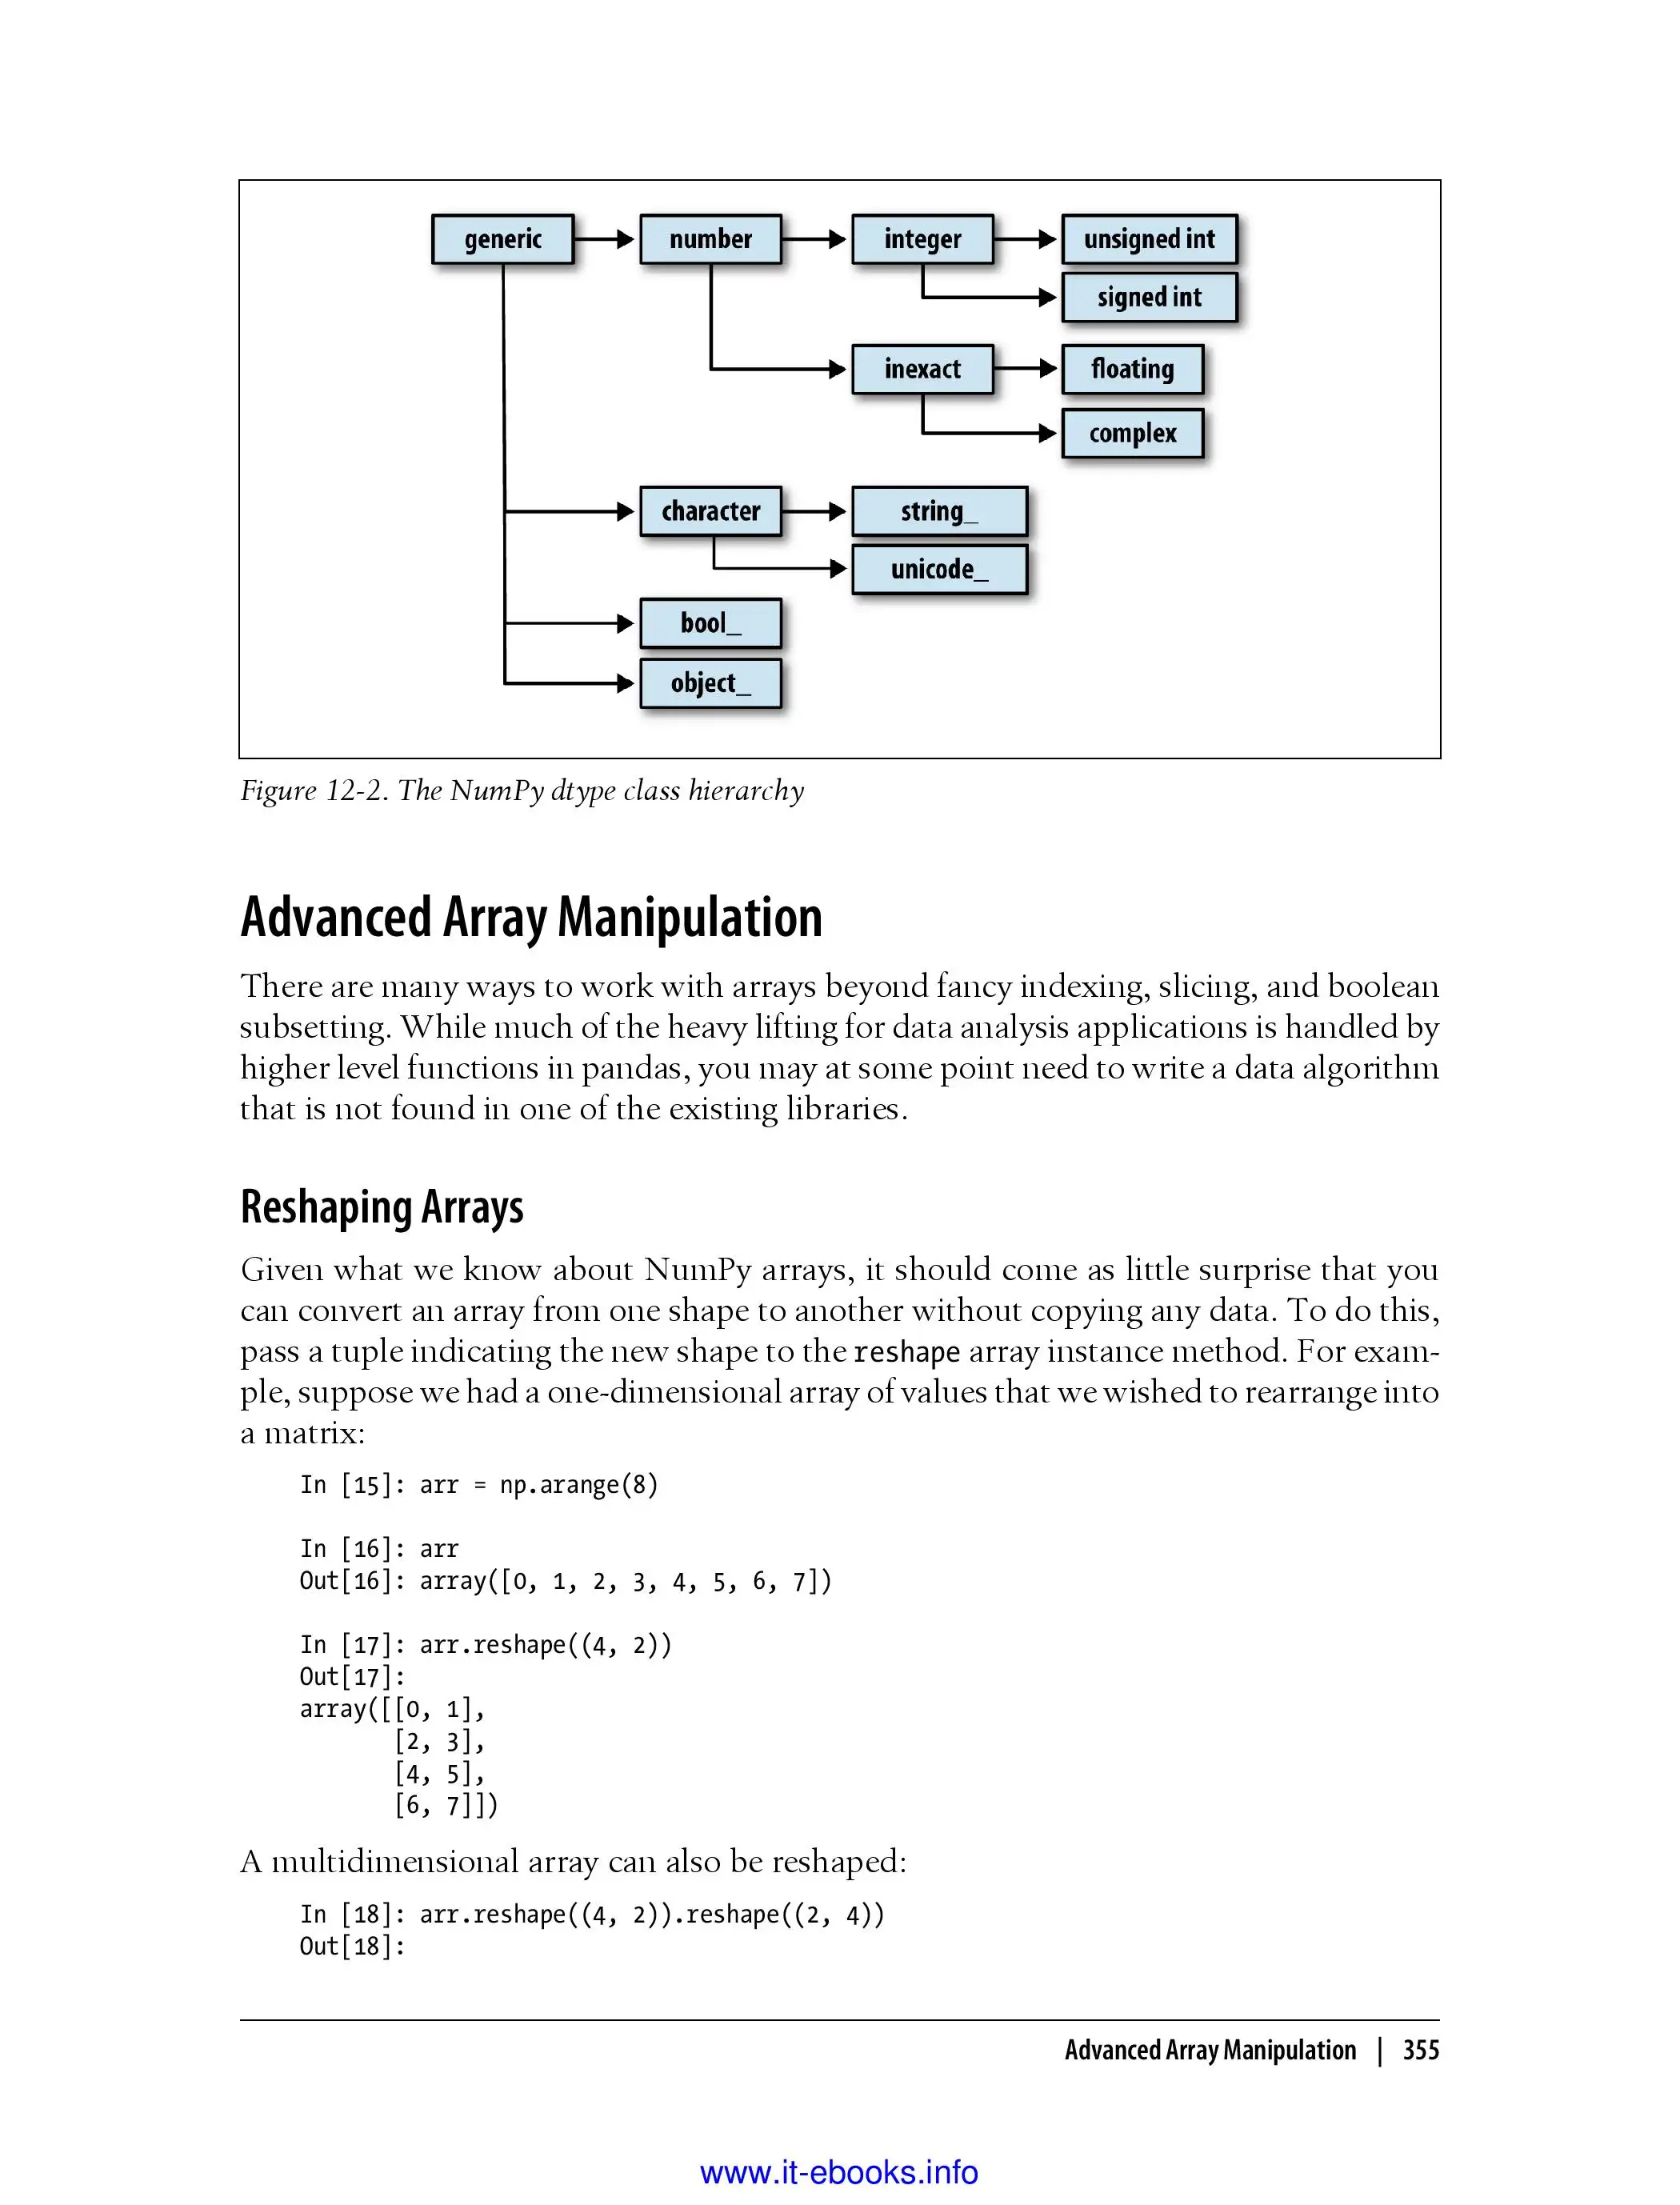 generic
number
integer
unsigned int
signed int
inexact
floating
complex
character
string_
unicode_
bool_
object_
Figure 12-2. The NumPy dtype class hierarchy
Advanced Array Manipulation
There are many ways to work with arrays beyond fancy indexing, slicing, and boolean
subsetting. While much of the heavy lifting for data analysis applications is handled by
higher level functions in pandas, you may at some point need to write a data algorithm
that is not found in one of the existing libraries.
Reshaping Arrays
Given what we know about NumPy arrays, it should come as little surprise that you
can convert an array from one shape to another without copying any data. To do this,
pass a tuple indicating the new shape to the reshape array instance method. For exam-
ple, suppose we had a one-dimensional array of values that we wished to rearrange into
a matrix:
In [15]: arr = np.arange(8)
In [16]: arr
Out[16]: array([0, 1, 2, 3, 4, 5, 6, 7])
In [17]: arr.reshape((4, 2))
Out[17]:
array([[0, 1],
[2, 3],
[4, 5],
[6, 7]])
A multidimensional array can also be reshaped:
In [18]: arr.reshape((4, 2)).reshape((2, 4))
Out[18]:
Advanced Array Manipulation | 355
www.it-ebooks.info